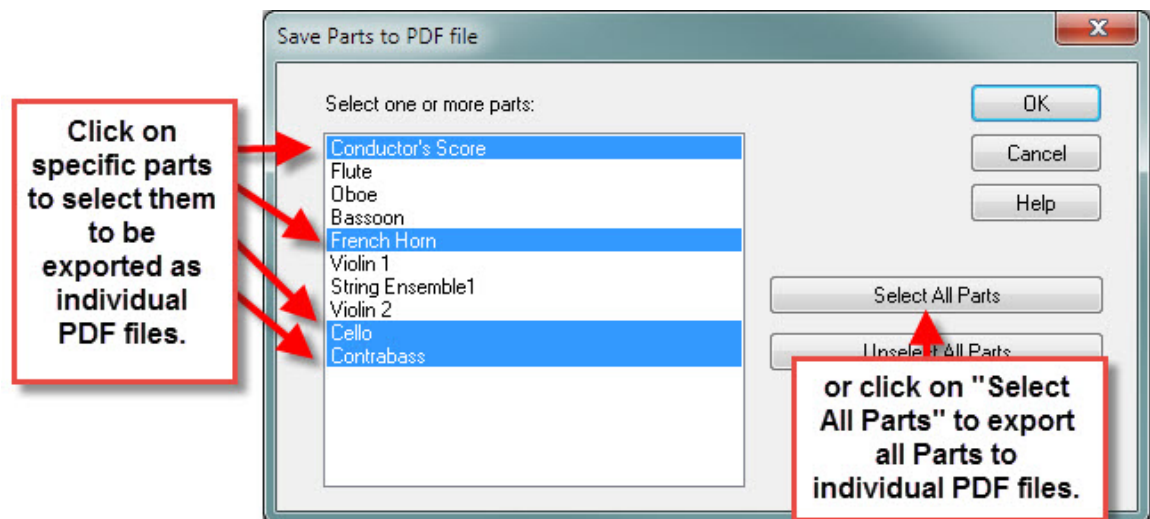 Save Parts to PDF file
Select one or more parts:
Conductor's Score
Flute
Oboe
Bassoon
French Horn
Violin 1
String Ensemble1
Violin 2
Cello
Contrabass
OK
Cancel
Help
Select All Parts
Unselect All Parts
Click on
specific parts
to select them
to be
exported as
individual
PDF files.
or click on "Select
All Parts" to export
all Parts to
individual PDF files.